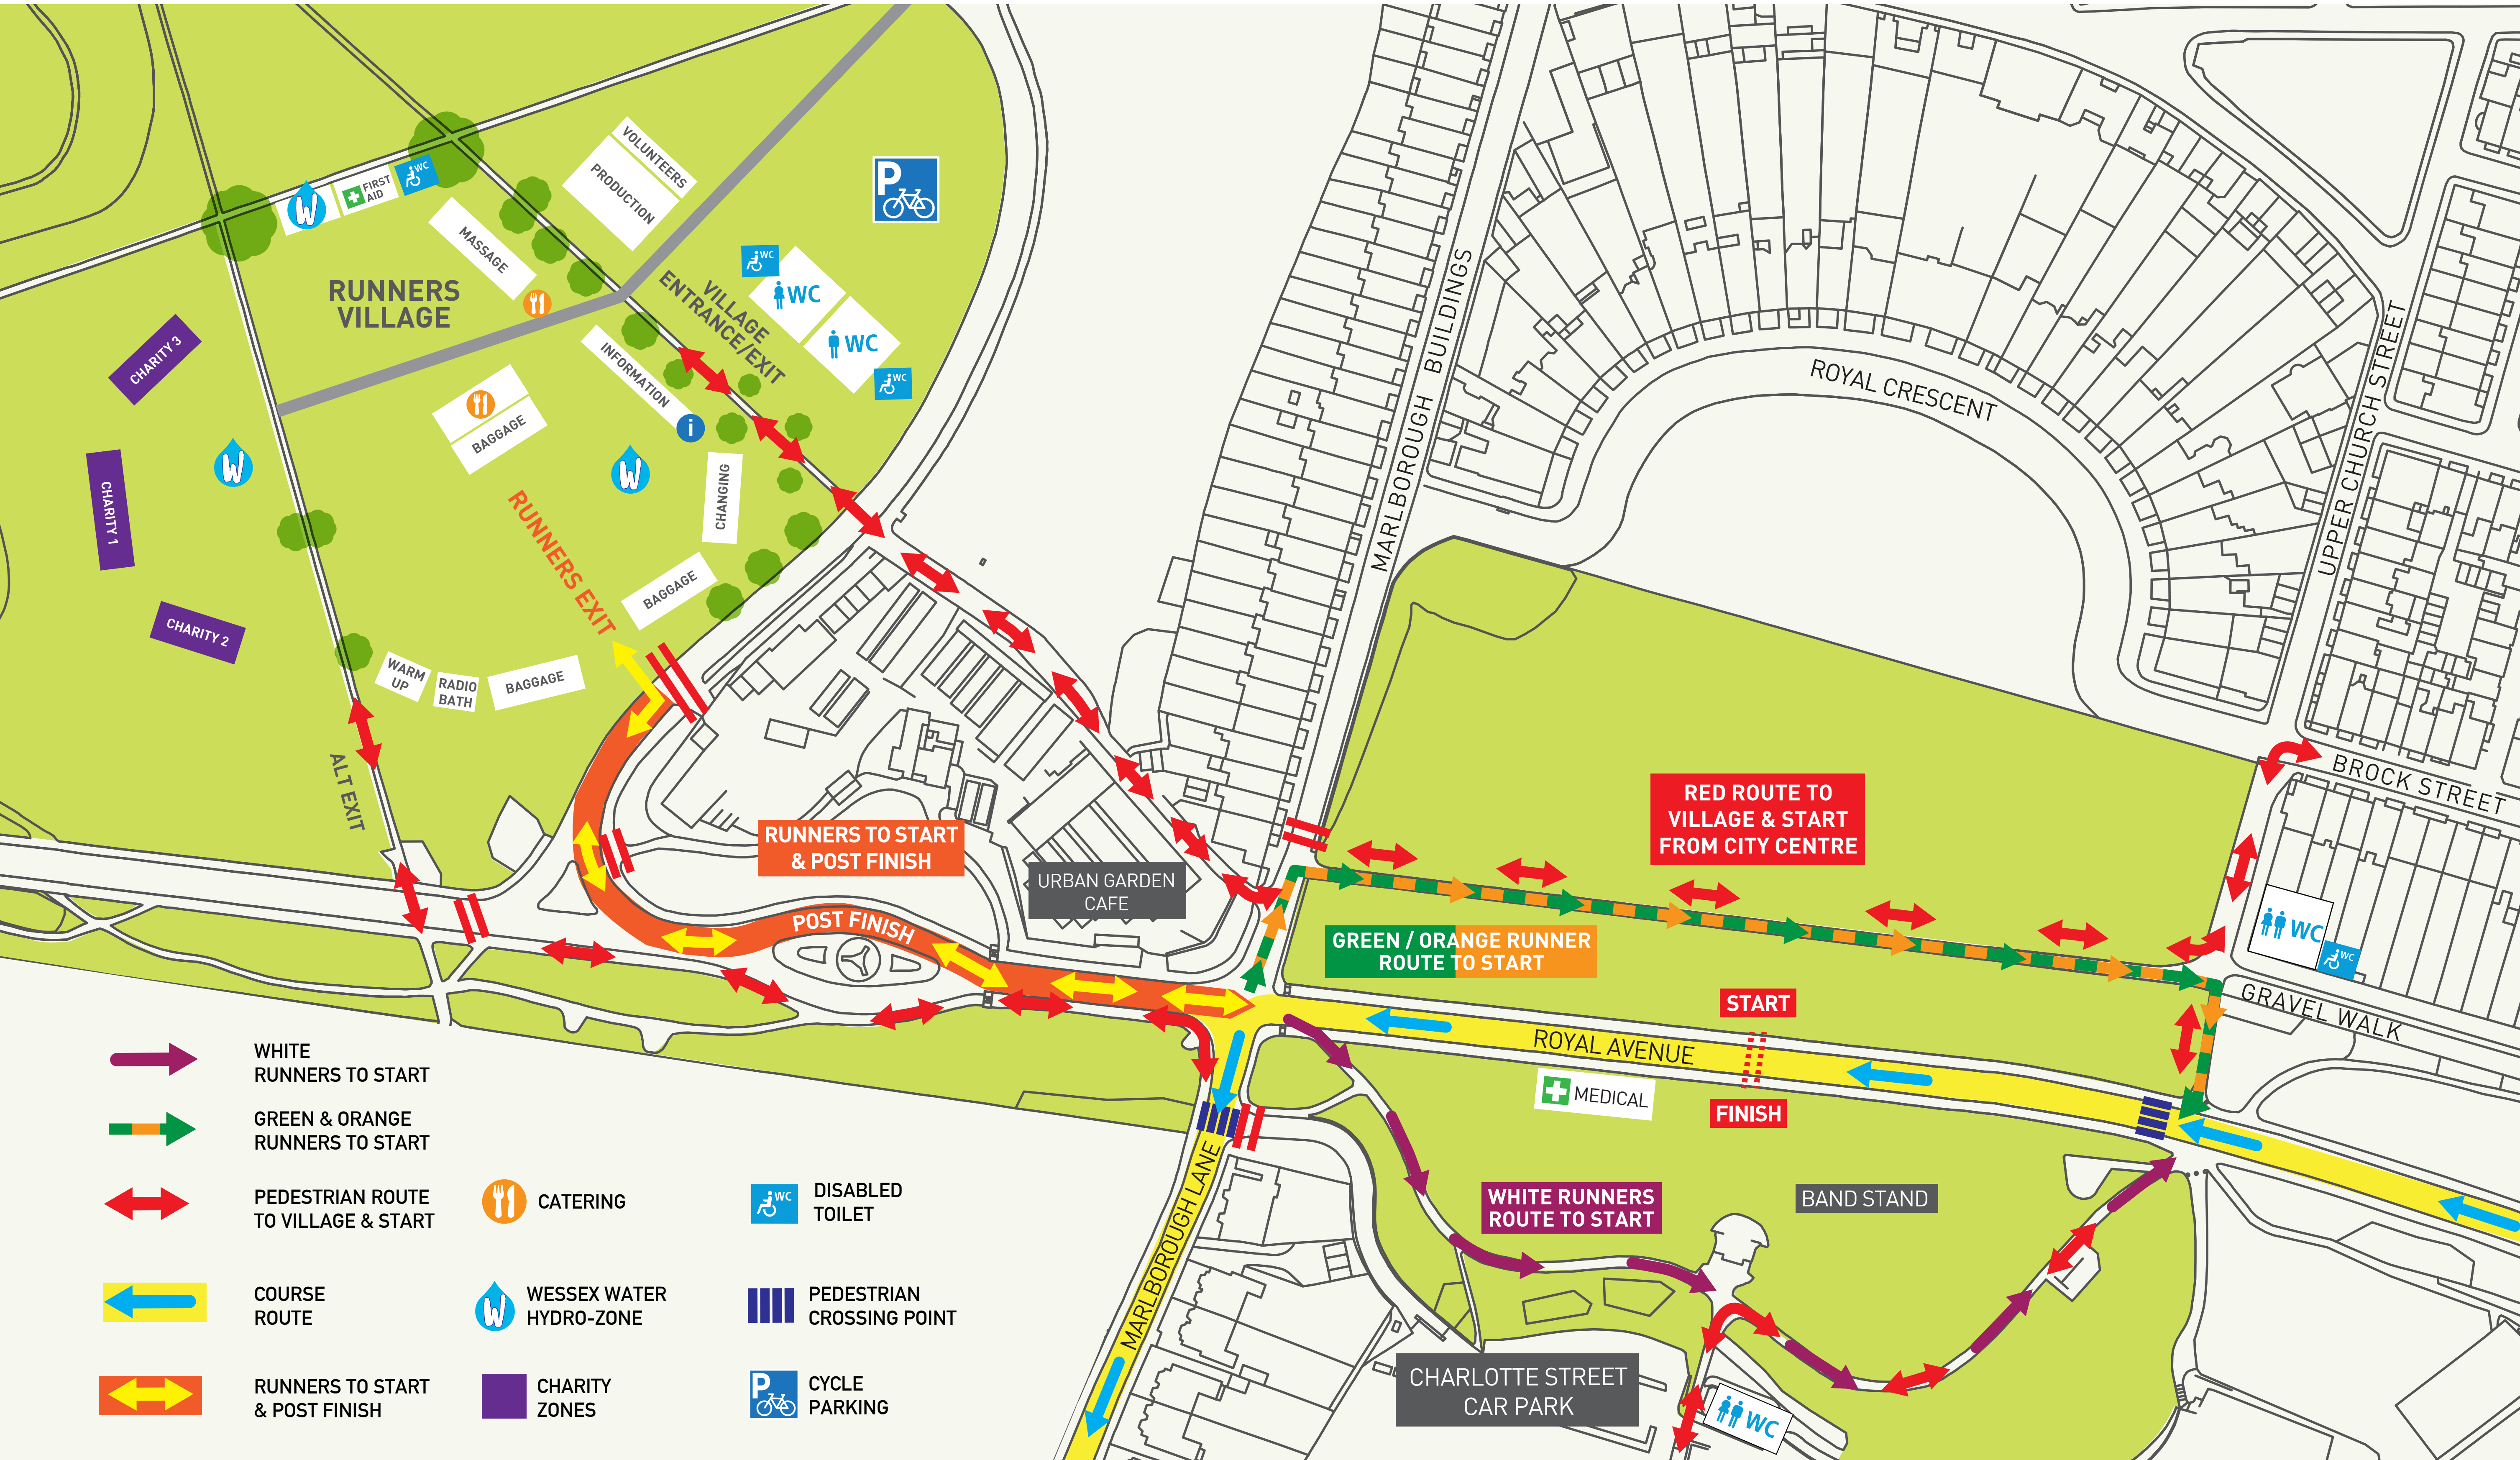 VOLUNTEERS
PRODUCTION
P
WC
FIRST
AID
W
MASSAGE
RUNNERS
VILLAGE
VILLAGE
ENTRANCE/EXIT
WC
WC
WC
WC
CHARITY 3
INFORMATION
i
BAGGAGE
W
W
CHARITY 1
CHANGING
RUNNERS EXIT
BAGGAGE
CHARITY 2
WARM
UP
RADIO
BATH
BAGGAGE
ALT EXIT
MARLBOROUGH BUILDINGS
ROYAL CRESCENT
UPPER CHURCH STREET
BROCK STREET
RED ROUTE TO
VILLAGE & START
FROM CITY CENTRE
RUNNERS TO START
& POST FINISH
URBAN GARDEN
CAFE
POST FINISH
GREEN / ORANGE RUNNER
ROUTE TO START
WC
WC
GRAVEL WALK
START
ROYAL AVENUE
MEDICAL
FINISH
MARLBOROUGH LANE
WHITE RUNNERS
ROUTE TO START
BAND STAND
CHARLOTTE STREET
CAR PARK
WC
WHITE
RUNNERS TO START
GREEN & ORANGE
RUNNERS TO START
PEDESTRIAN ROUTE
TO VILLAGE & START
COURSE
ROUTE
RUNNERS TO START
& POST FINISH
CATERING
W
WESSEX WATER
HYDRO-ZONE
CHARITY
ZONES
WC
DISABLED
TOILET
PEDESTRIAN
CROSSING POINT
P
CYCLE
PARKING